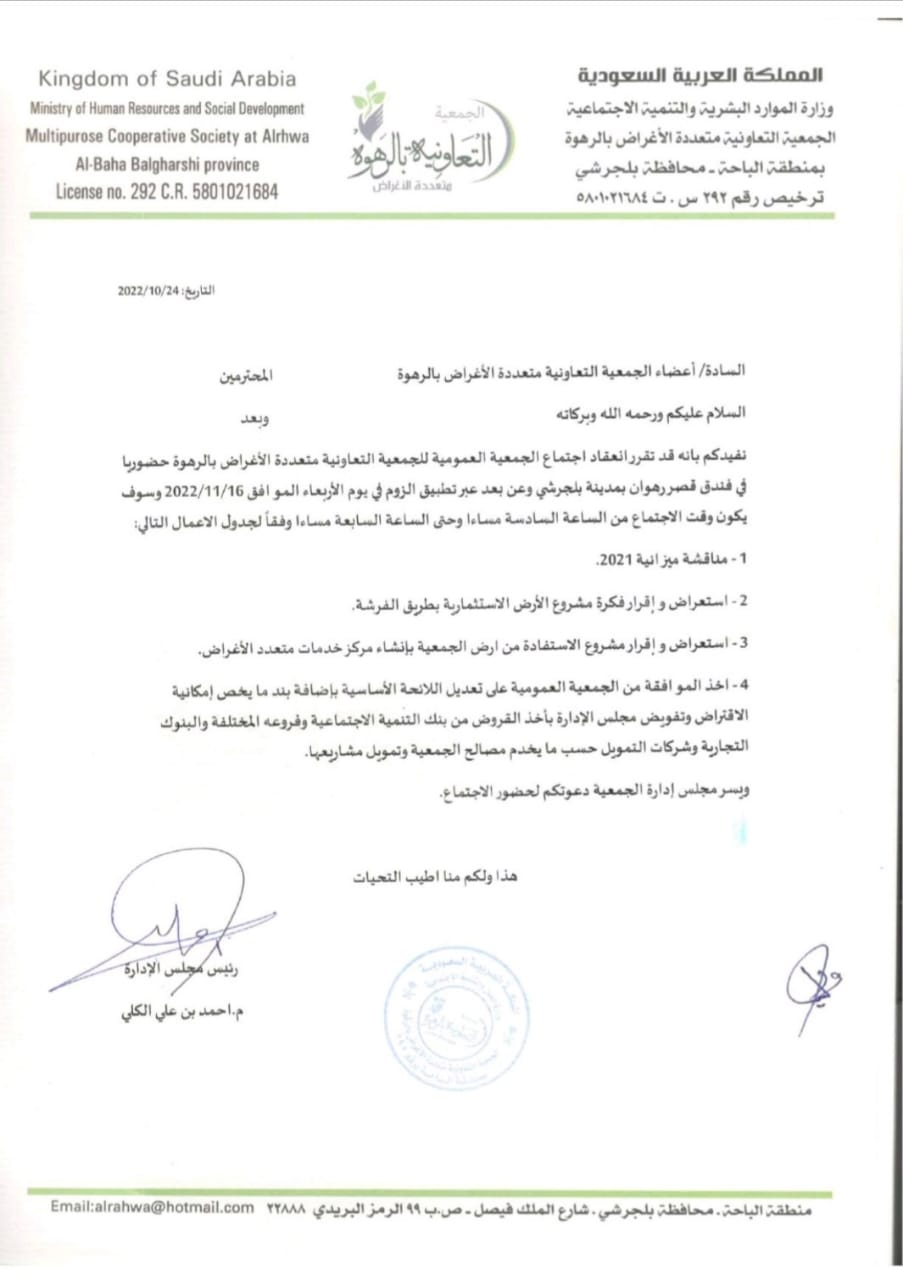 Kingdom of Saudi Arabia
Ministry of Human Resources and Social Development
Multipurose Cooperative Society at Alrhwa
Al-Baha Balgharshi province
License no. 292 C.R. 5801021684
الجمعية
التعاونية بالرهوة
متعددة الأغراض
المملكة العربية السعودية
وزارة الموارد البشرية والتنمية الاجتماعية
الجمعية التعاونية متعددة الأغراض بالرهوة
بمنطقة الباحة ـ محافظة بلجرشي
ترخيص رقم ٢٩٢ س . ت ٥٨٠١٠٢١٦٨٤
التاريخ: 2022/10/24
السادة/ أعضاء الجمعية التعاونية متعددة الأغراض بالرهوة المحترمين
السلام عليكم ورحمه الله وبركاته وبعد
نفيدكم بانه قد تقرر انعقاد اجتماع الجمعية العمومية للجمعية التعاونية متعددة الأغراض بالرهوة حضوريا
في فندق قصر رهوان بمدينة بلجرشي وعن بعد عبر تطبيق الزوم في يوم الأربعاء الموافق 2022/11/16 وسوف
يكون وقت الاجتماع من الساعة السادسة مساءا وحتى الساعة السابعة مساءا وفقاً لجدول الاعمال التالي:
1- مناقشة ميزانية 2021.
2- استعراض و إقرار فكرة مشروع الأرض الاستثمارية بطريق الفرشة.
3- استعراض و إقرار مشروع الاستفادة من ارض الجمعية بإنشاء مركز خدمات متعدد الأغراض.
4- اخذ الموافقة من الجمعية العمومية على تعديل اللائحة الأساسية بإضافة بند ما يخص إمكانية
الاقتراض وتفويض مجلس الإدارة بأخذ القروض من بنك التنمية الاجتماعية وفروعه المختلفة والبنوك
التجارية وشركات التمويل حسب ما يخدم مصالح الجمعية وتمويل مشاريعها.
ويسر مجلس إدارة الجمعية دعوتكم لحضور الاجتماع.
هذا ولكم منا اطيب التحيات
رئيس مجلس الإدارة
م.احمد بن علي الكلي
منطقة الباحة . محافظة بلجرشي . شارع الملك فيصل ـ ص.ب ٩٩ الرمز البريدي ٢٢٨٨٨ Email:alrahwa@hotmail.com